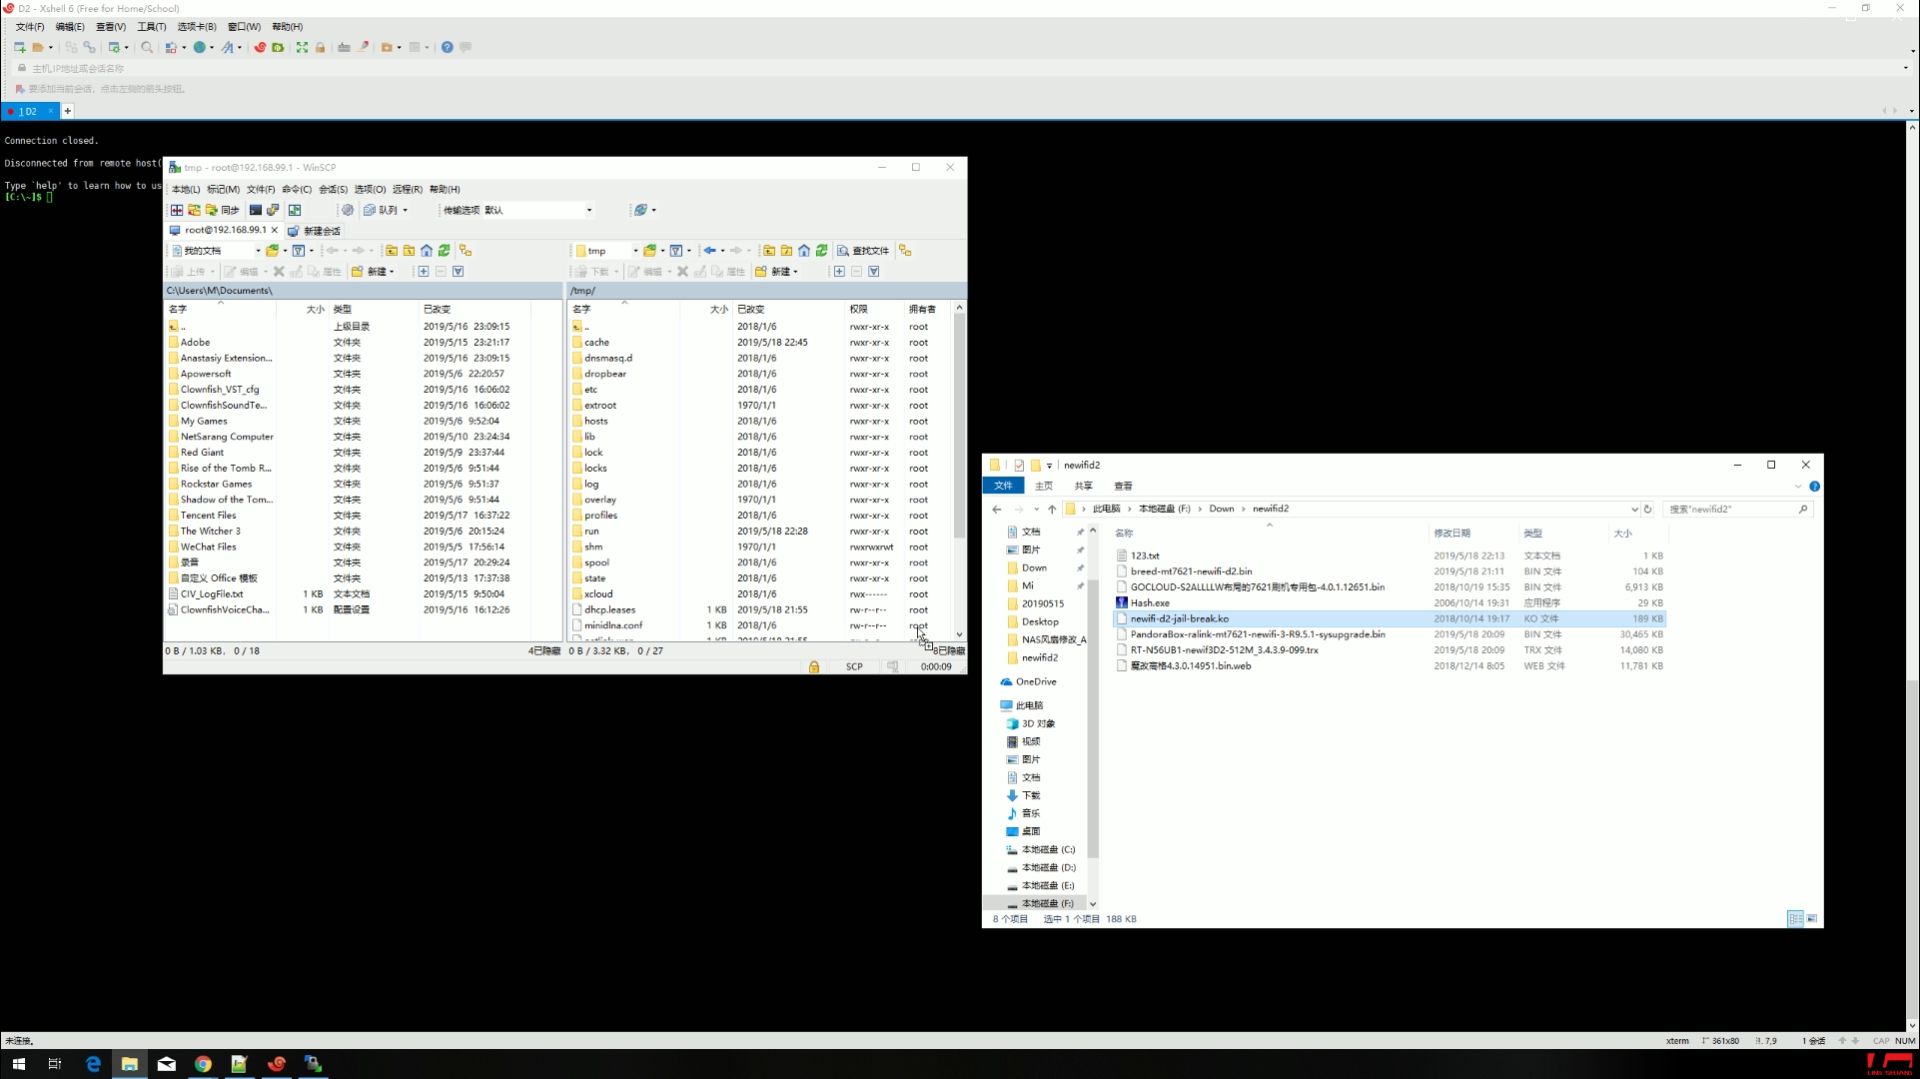 D2 - Xshell 6 (Free for Home/School)
文件(F) 编辑(E) 查看(V) 工具(T) 选项卡(B) 窗口(W) 帮助(H)
主机,IP地址或会话名称
要添加当前会话，点击左侧的箭头按钮。
1 D2
Connection closed.
Disconnected from remote host(
Type `help' to learn how to us
[C:\~]$
tmp - root@192.168.99.1 - WinSCP
本地(L) 标记(M) 文件(F) 命令(C) 会话(S) 选项(O) 远程(R) 帮助(H)
同步 队列 传输选项 默认
root@192.168.99.1 新建会话
我的文档 tmp 查找文件
上传 编辑 属性 新建 下载 编辑 属性 新建
C:\Users\M\Documents\ /tmp/
名字 大小 类型 已改变
.. 上级目录 2019/5/16 23:09:15
Adobe 文件夹 2019/5/15 23:21:17
Anastasiy Extension... 文件夹 2019/5/16 23:09:15
Apowersoft 文件夹 2019/5/6 22:20:57
Clownfish_VST_cfg 文件夹 2019/5/16 16:06:02
ClownfishSoundTe... 文件夹 2019/5/16 16:06:02
My Games 文件夹 2019/5/6 9:52:04
NetSarang Computer 文件夹 2019/5/10 23:24:34
Red Giant 文件夹 2019/5/9 23:37:44
Rise of the Tomb R... 文件夹 2019/5/6 9:51:44
Rockstar Games 文件夹 2019/5/6 9:51:37
Shadow of the Tom... 文件夹 2019/5/6 9:51:44
Tencent Files 文件夹 2019/5/17 16:37:22
The Witcher 3 文件夹 2019/5/6 20:15:24
WeChat Files 文件夹 2019/5/5 17:56:14
录音 文件夹 2019/5/17 20:29:24
自定义 Office 模板 文件夹 2019/5/13 17:37:38
CIV_LogFile.txt 1 KB 文本文档 2019/5/15 9:50:04
ClownfishVoiceCha... 1 KB 配置设置 2019/5/16 16:12:26
0 B / 1.03 KB， 0 / 18 4已隐藏
名字 大小 已改变 权限 拥有者
.. 2018/1/6 rwxr-xr-x root
cache 2019/5/18 22:45 rwxr-xr-x root
dnsmasq.d 2018/1/6 rwxr-xr-x root
dropbear 2018/1/6 rwxr-xr-x root
etc 2018/1/6 rwxr-xr-x root
extroot 1970/1/1 rwxr-xr-x root
hosts 2018/1/6 rwxr-xr-x root
lib 2018/1/6 rwxr-xr-x root
lock 2018/1/6 rwxr-xr-x root
locks 2018/1/6 rwxr-xr-x root
log 2018/1/6 rwxr-xr-x root
overlay 1970/1/1 rwxr-xr-x root
profiles 2018/1/6 rwxr-xr-x root
run 2019/5/18 22:28 rwxr-xr-x root
shm 1970/1/1 rwxrwxrwt root
spool 2018/1/6 rwxr-xr-x root
state 2018/1/6 rwxr-xr-x root
xcloud 2018/1/6 rwx------ root
dhcp.leases 1 KB 2019/5/18 21:55 rw-r--r-- root
minidlna.conf 1 KB 2018/1/6 rw-r--r-- root
0 B / 3.32 KB， 0 / 27 8已隐藏
SCP 0:00:09
newifid2
文件 主页 共享 查看
此电脑 本地磁盘 (F:) Down newifid2 搜索"newifid2"
文档
图片
Down
Mi
20190515
Desktop
NAS风扇修改_A
newifid2
OneDrive
此电脑
3D 对象
视频
图片
文档
下载
音乐
桌面
本地磁盘 (C:)
本地磁盘 (D:)
本地磁盘 (E:)
本地磁盘 (F:)
名称 修改日期 类型 大小
123.txt 2019/5/18 22:13 文本文档 1 KB
breed-mt7621-newifi-d2.bin 2019/5/18 21:11 BIN 文件 104 KB
GOCLOUD-S2ALLLLW布局的7621刷机专用包-4.0.1.12651.bin 2018/10/19 15:35 BIN 文件 6,913 KB
Hash.exe 2006/10/14 19:31 应用程序 29 KB
newifi-d2-jail-break.ko 2018/10/14 19:17 KO 文件 189 KB
PandoraBox-ralink-mt7621-newifi-3-R9.5.1-sysupgrade.bin 2019/5/18 20:09 BIN 文件 30,465 KB
RT-N56UB1-newif3D2-512M_3.4.3.9-099.trx 2019/5/18 20:09 TRX 文件 14,080 KB
魔改高格4.3.0.14951.bin.web 2018/12/14 8:05 WEB 文件 11,781 KB
8 个项目 选中 1 个项目 188 KB
未连接。 xterm 361x80 7,9 1 会话 CAP NUM